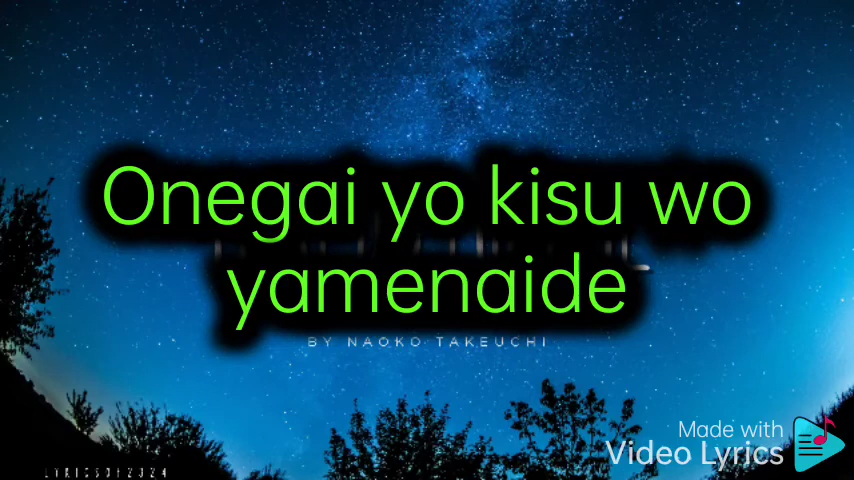 Onegai yo kisu wo
yamenaide
BY NAOKO TAKEUCHI
Made with
Video Lyrics